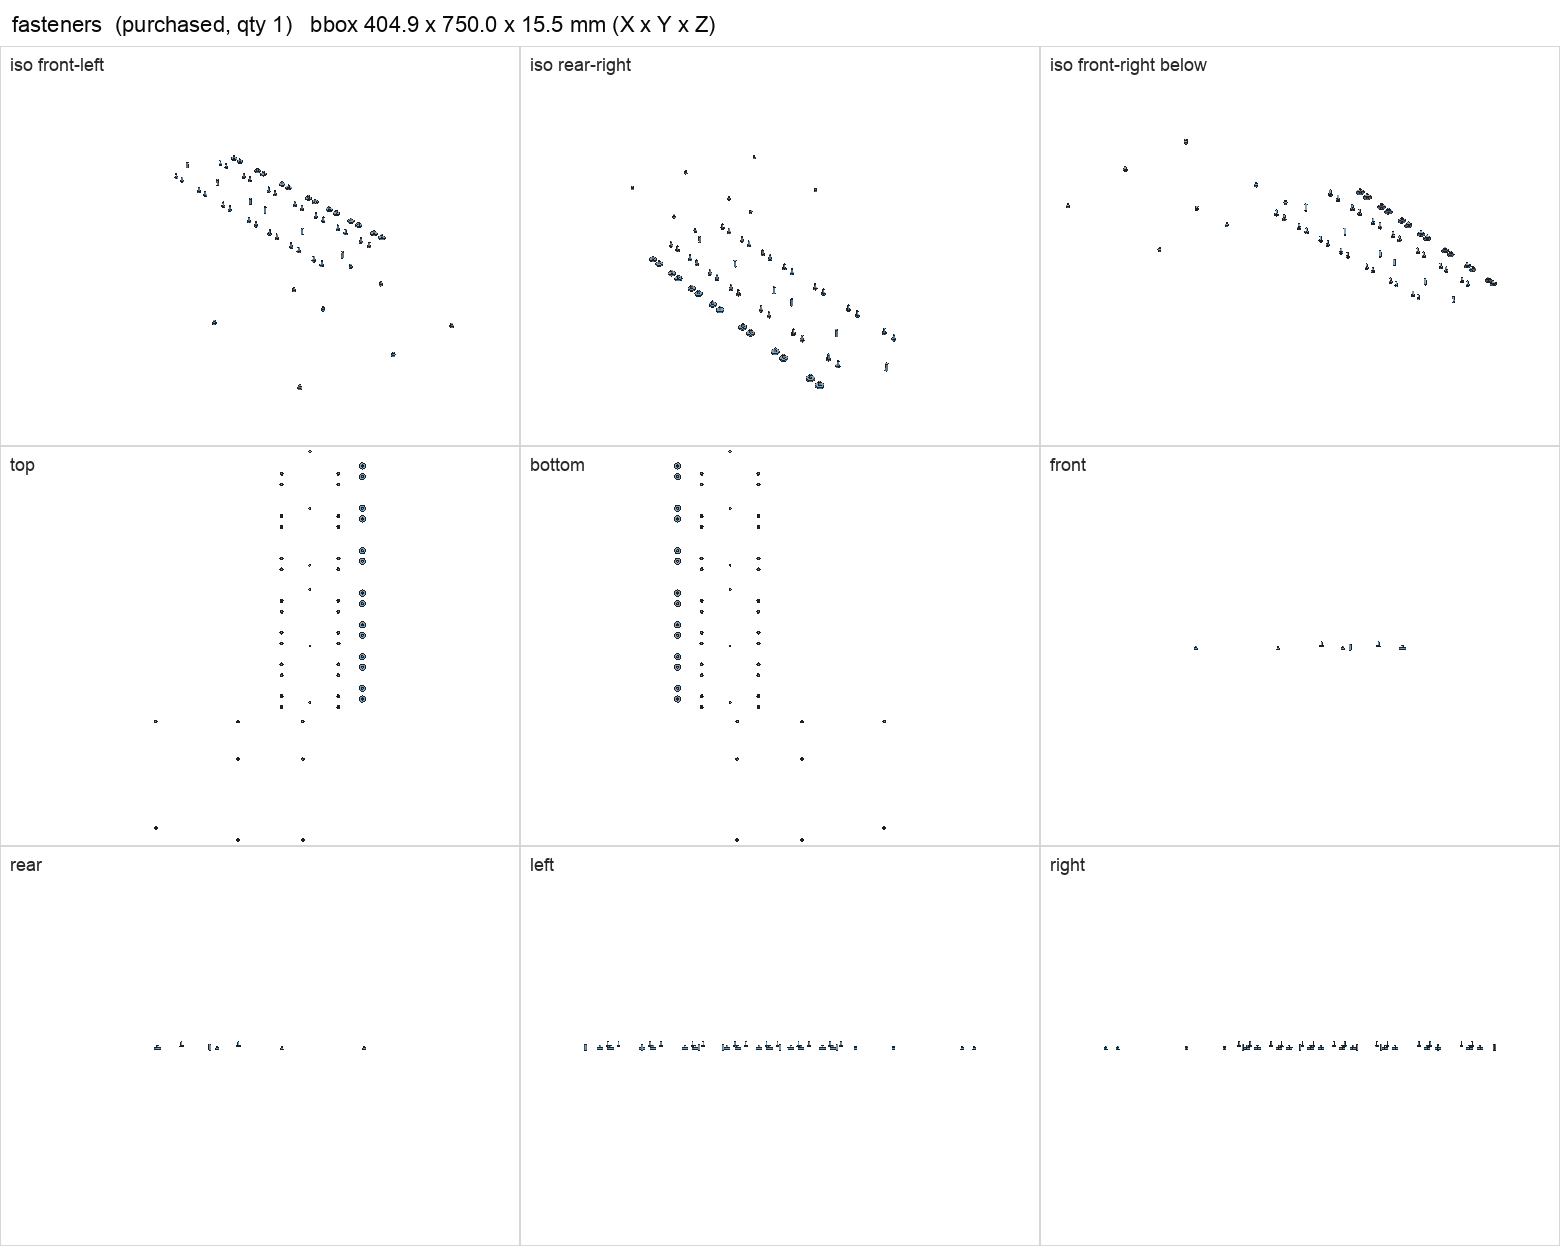 fasteners (purchased, qty 1) bbox 404.9 x 750.0 x 15.5 mm (X x Y x Z)
iso front-left
iso rear-right
iso front-right below
top
bottom
front
rear
left
right